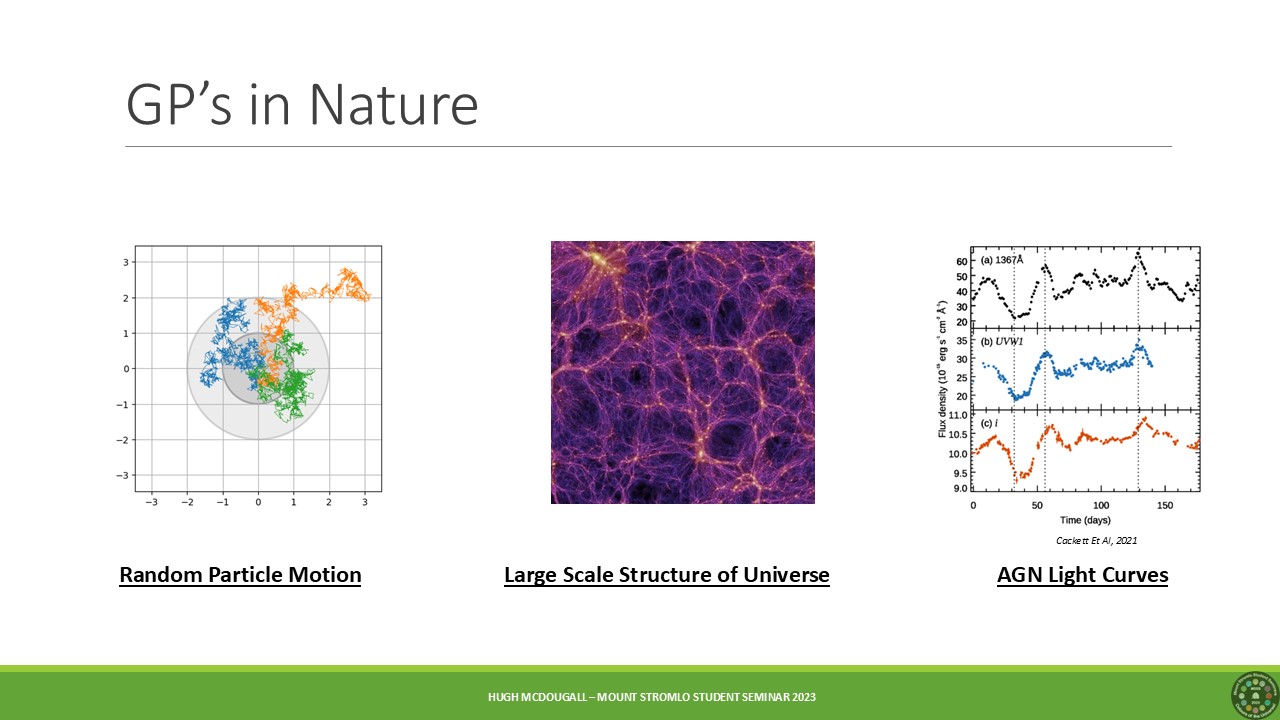 GP’s in Nature
3
2
1
0
−1
−2
−3
−3 −2 −1 0 1 2 3
Flux density (10⁻¹⁵ erg s⁻¹ cm⁻² Å⁻¹)
(a) 1367Å
60
50
40
30
20
(b) UVW1
35
30
25
20
(c) i
11.0
10.5
10.0
9.5
9.0
0 50 100 150
Time (days)
Cackett Et Al, 2021
Random Particle Motion
Large Scale Structure of Universe
AGN Light Curves
HUGH MCDOUGALL – MOUNT STROMLO STUDENT SEMINAR 2023